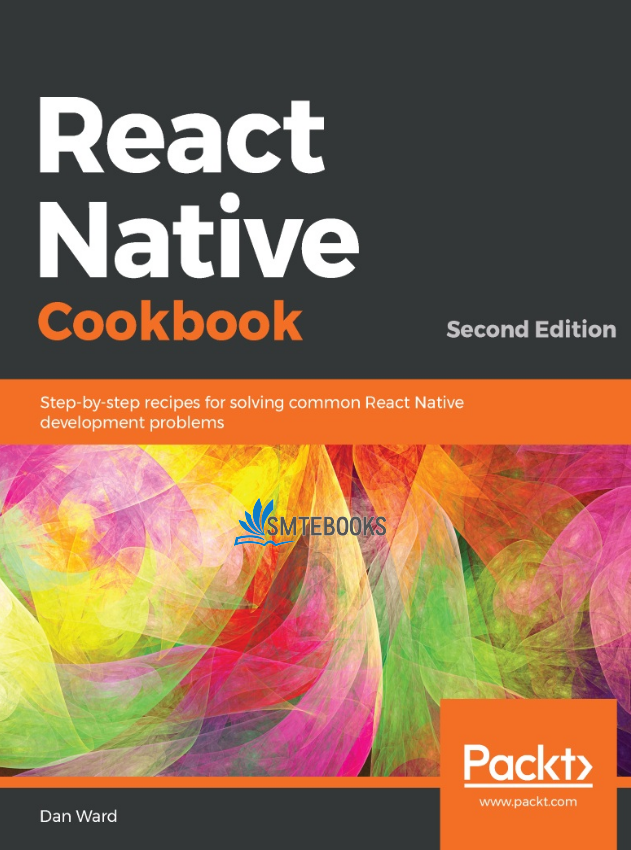 React
Native
Cookbook
Second Edition
Step-by-step recipes for solving common React Native
development problems
SMTEBOOKS
Packt>
www.packt.com
Dan Ward